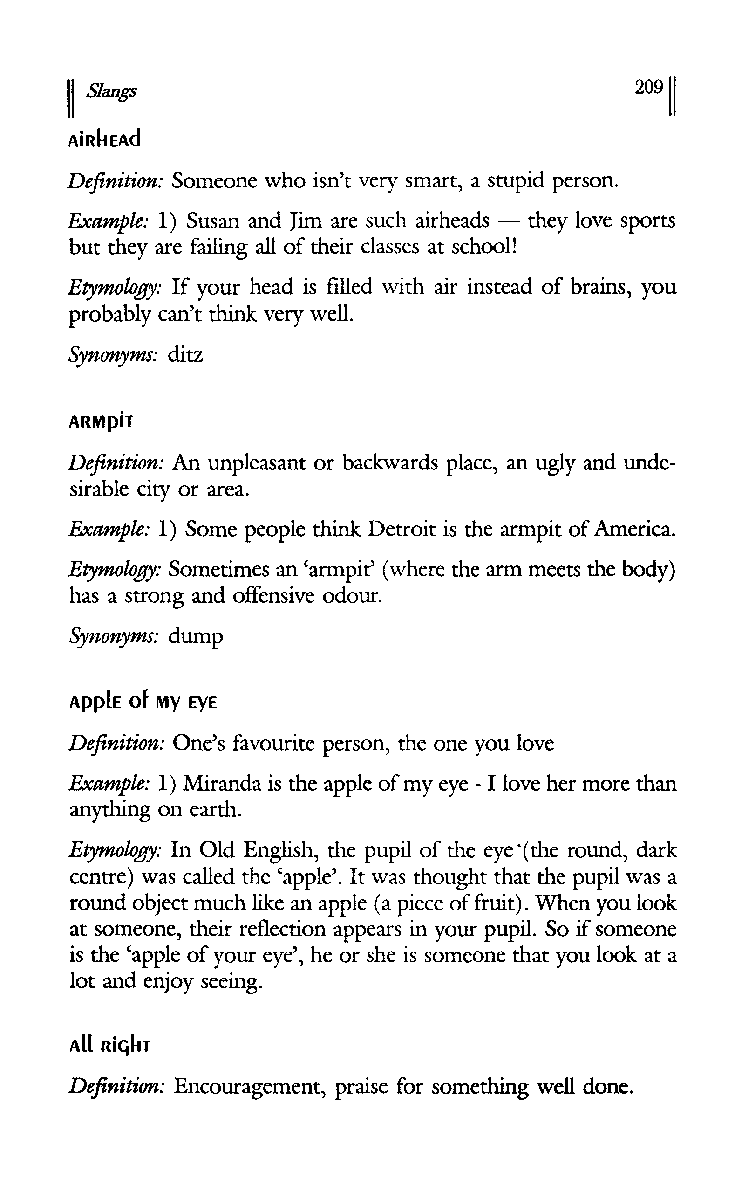 Slangs 209
AiRhEAd
Definition: Someone who isn't very smart, a stupid person.
Example: 1) Susan and Jim are such airheads — they love sports
but they are failing all of their classes at school!
Etymology: If your head is filled with air instead of brains, you
probably can't think very well.
Synonyms: ditz
ARMpiT
Definition: An unpleasant or backwards place, an ugly and unde-
sirable city or area.
Example: 1) Some people think Detroit is the armpit of America.
Etymology: Sometimes an 'armpit' (where the arm meets the body)
has a strong and offensive odour.
Synonyms: dump
ApplE of My EyE
Definition: One's favourite person, the one you love
Example: 1) Miranda is the apple of my eye - I love her more than
anything on earth.
Etymology: In Old English, the pupil of the eye (the round, dark
centre) was called the 'apple'. It was thought that the pupil was a
round object much like an apple (a piece of fruit). When you look
at someone, their reflection appears in your pupil. So if someone
is the 'apple of your eye', he or she is someone that you look at a
lot and enjoy seeing.
All RiqhT
Definition: Encouragement, praise for something well done.